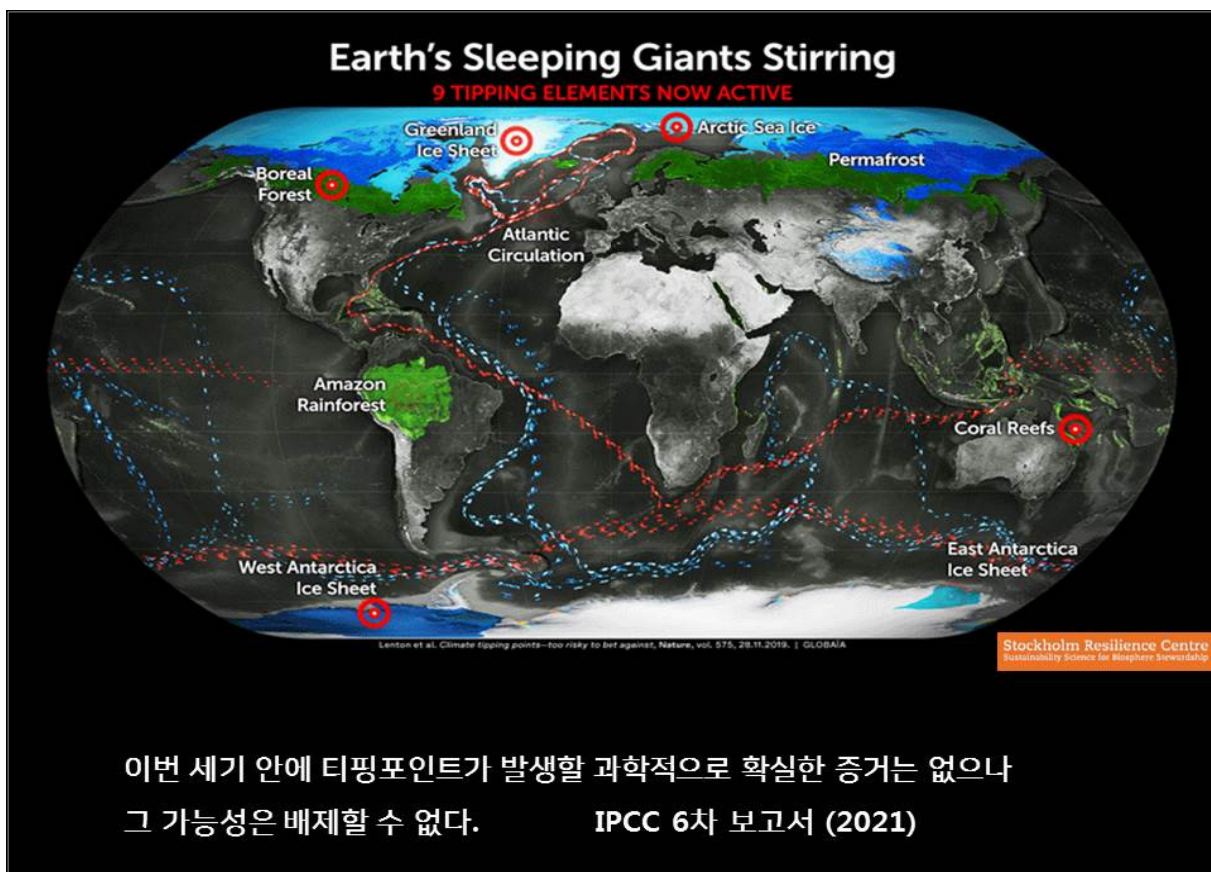 Earth's Sleeping Giants Stirring
9 TIPPING ELEMENTS NOW ACTIVE
Greenland
Ice Sheet
Arctic Sea Ice
Boreal
Forest
Permafrost
Atlantic
Circulation
Amazon
Rainforest
Coral Reefs
West Antarctica
Ice Sheet
East Antarctica
Ice Sheet
Lenton et al. Climate tipping points—too risky to bet against, Nature, vol. 575, 28.11.2019. | GLOBAÏA
Stockholm Resilience Centre
Sustainability Science for Biosphere Stewardship
이번 세기 안에 티핑포인트가 발생할 과학적으로 확실한 증거는 없으나
그 가능성은 배제할 수 없다. IPCC 6차 보고서 (2021)